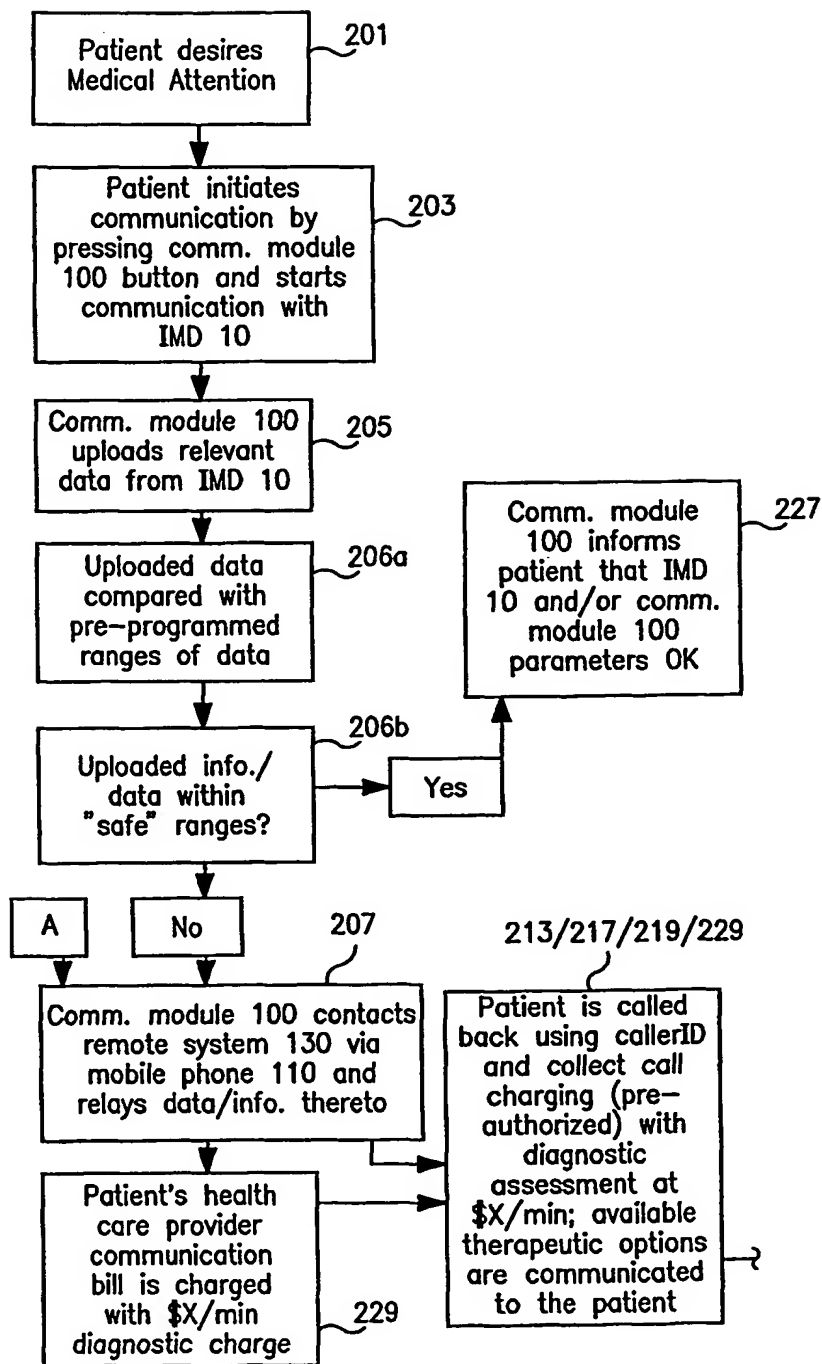 Patient desires
Medical Attention
201
Patient initiates
communication by
pressing comm. module
100 button and starts
communication with
IMD 10
203
Comm. module 100
uploads relevant
data from IMD 10
205
Uploaded data
compared with
pre-programmed
ranges of data
206a
Comm. module
100 informs
patient that IMD
10 and/or comm.
module 100
parameters OK
227
Uploaded info./
data within
"safe" ranges?
206b
Yes
A
No
207
Comm. module 100 contacts
remote system 130 via
mobile phone 110 and
relays data/info. thereto
213/217/219/229
Patient is called
back using callerID
and collect call
charging (pre-
authorized) with
diagnostic
assessment at
$X/min; available
therapeutic options
are communicated
to the patient
Patient's health
care provider
communication
bill is charged
with $X/min
diagnostic charge
229